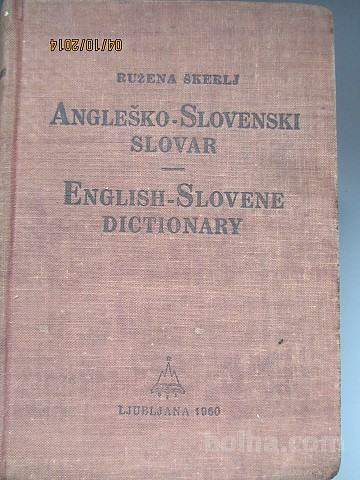 04/10/2014
RUŽENA ŠKERLJ
ANGLEŠKO-SLOVENSKI
SLOVAR
ENGLISH-SLOVENE
DICTIONARY
LJUBLJANA 1960
bolha.com